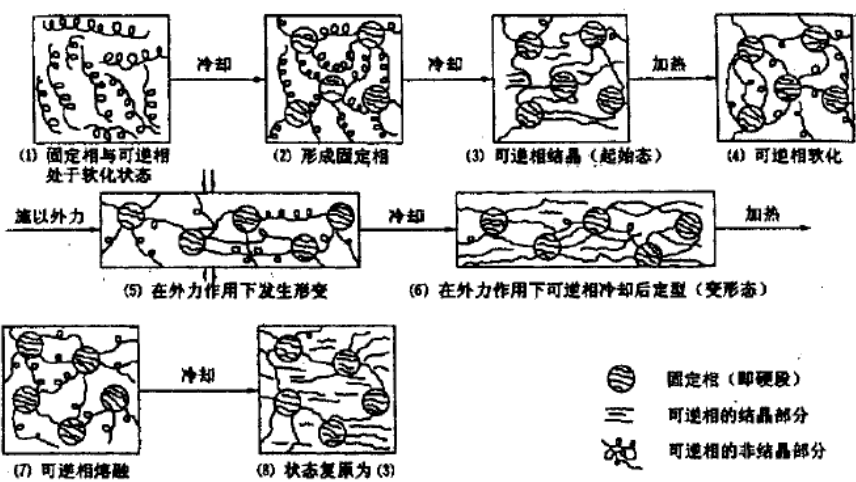 冷却
冷却
加热
(1) 固定相与可逆相
处于软化状态
(2) 形成固定相
(3) 可逆相结晶（起始态）
(4) 可逆相软化
施以外力
冷却
加热
(5) 在外力作用下发生形变
(6) 在外力作用下可逆相冷却后定型（变形态）
冷却
固定相（即硬段）
可逆相的结晶部分
可逆相的非结晶部分
(7) 可逆相熔融
(8) 状态复原为 (3)